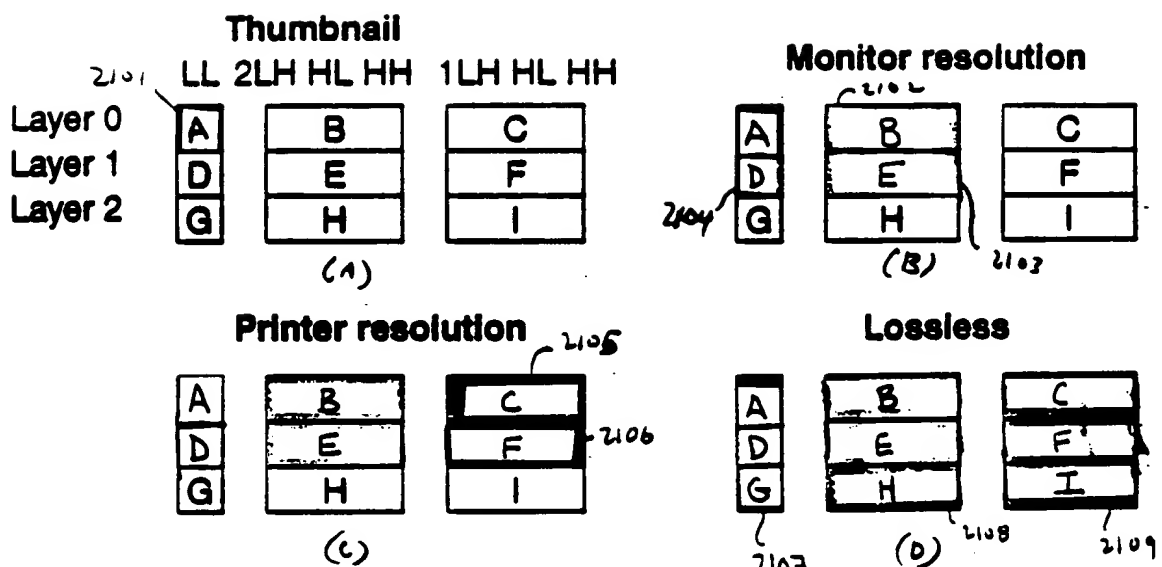 Thumbnail
2101 LL 2LH HL HH 1LH HL HH
Layer 0 A B C
Layer 1 D E F
Layer 2 G H I
(A)
Monitor resolution
2102
A B C
D E F
2104 G H I
(B) 2103
Printer resolution
2105
A B C
D E F 2106
G H I
(C)
Lossless
A B C
D E F
G H I
2107 (D) 2108 2109